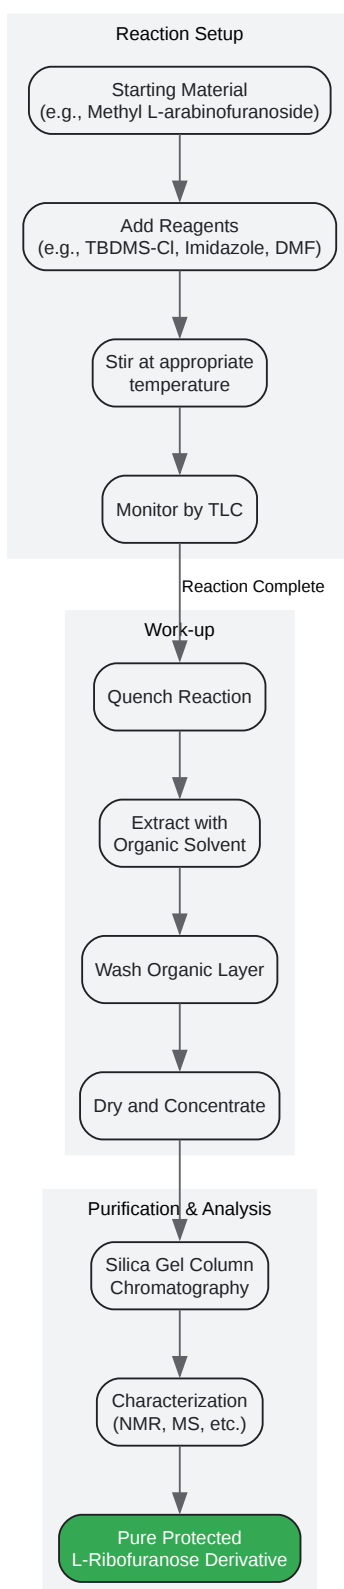 Reaction Setup
Starting Material
(e.g., Methyl L-arabinofuranoside)
Add Reagents
(e.g., TBDMS-Cl, Imidazole, DMF)
Stir at appropriate
temperature
Monitor by TLC
Reaction Complete
Work-up
Quench Reaction
Extract with
Organic Solvent
Wash Organic Layer
Dry and Concentrate
Purification & Analysis
Silica Gel Column
Chromatography
Characterization
(NMR, MS, etc.)
Pure Protected
L-Ribofuranose Derivative